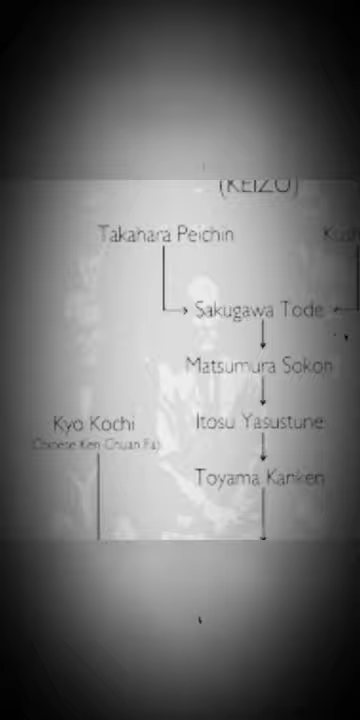 (KEIZO)
Takahara Peichin
Sakugawa Tode
Matsumura Sokon
Kyo Kochi
Itosu Yasustune
(Chinese Ken Chuan Fa)
Toyama Kanken